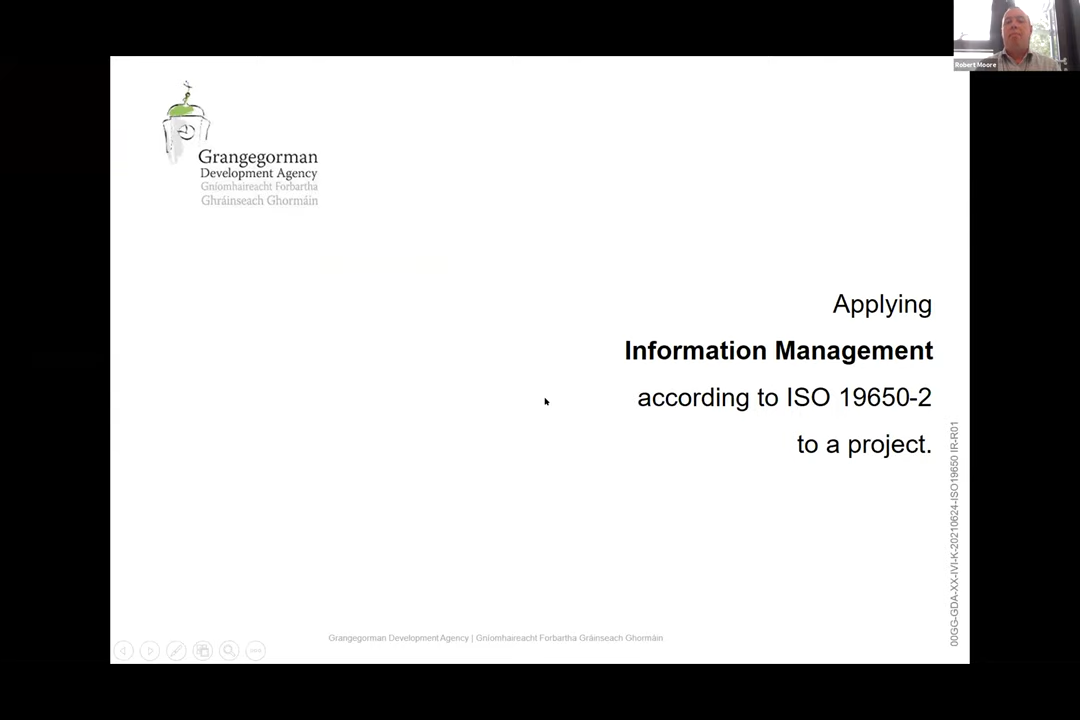 Robert Moore
Grangegorman
Development Agency
Gníomhaireacht Forbartha
Ghráinseach Ghormáin
Applying
Information Management
according to ISO 19650-2
to a project.
00GG-GDA-XX-IVI-K-20210624-ISO19650 IR-R01
Grangegorman Development Agency | Gníomhaireacht Forbartha Gráinseach Ghormáin